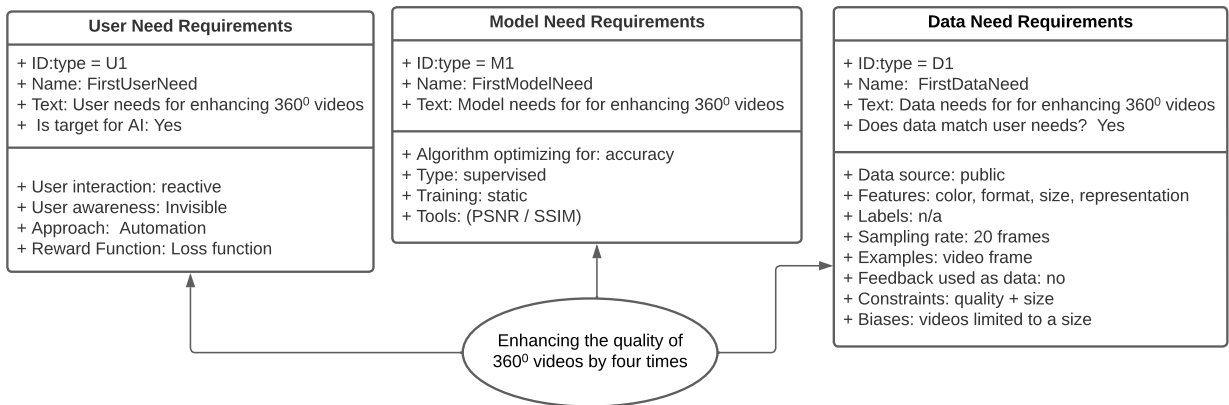 User Need Requirements
+ ID:type = U1
+ Name: FirstUserNeed
+ Text: User needs for enhancing 360⁰ videos
+ Is target for AI: Yes
+ User interaction: reactive
+ User awareness: Invisible
+ Approach: Automation
+ Reward Function: Loss function
Model Need Requirements
+ ID:type = M1
+ Name: FirstModelNeed
+ Text: Model needs for for enhancing 360⁰ videos
+ Algorithm optimizing for: accuracy
+ Type: supervised
+ Training: static
+ Tools: (PSNR / SSIM)
Data Need Requirements
+ ID:type = D1
+ Name: FirstDataNeed
+ Text: Data needs for for enhancing 360⁰ videos
+ Does data match user needs? Yes
+ Data source: public
+ Features: color, format, size, representation
+ Labels: n/a
+ Sampling rate: 20 frames
+ Examples: video frame
+ Feedback used as data: no
+ Constraints: quality + size
+ Biases: videos limited to a size
Enhancing the quality of
360⁰ videos by four times